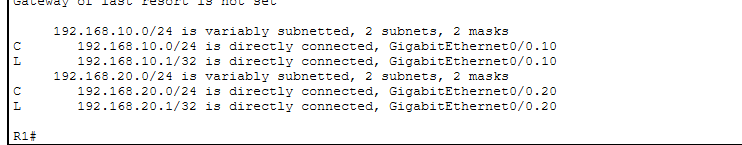 Gateway of last resort is not set
192.168.10.0/24 is variably subnetted, 2 subnets, 2 masks
C 192.168.10.0/24 is directly connected, GigabitEthernet0/0.10
L 192.168.10.1/32 is directly connected, GigabitEthernet0/0.10
192.168.20.0/24 is variably subnetted, 2 subnets, 2 masks
C 192.168.20.0/24 is directly connected, GigabitEthernet0/0.20
L 192.168.20.1/32 is directly connected, GigabitEthernet0/0.20
R1#